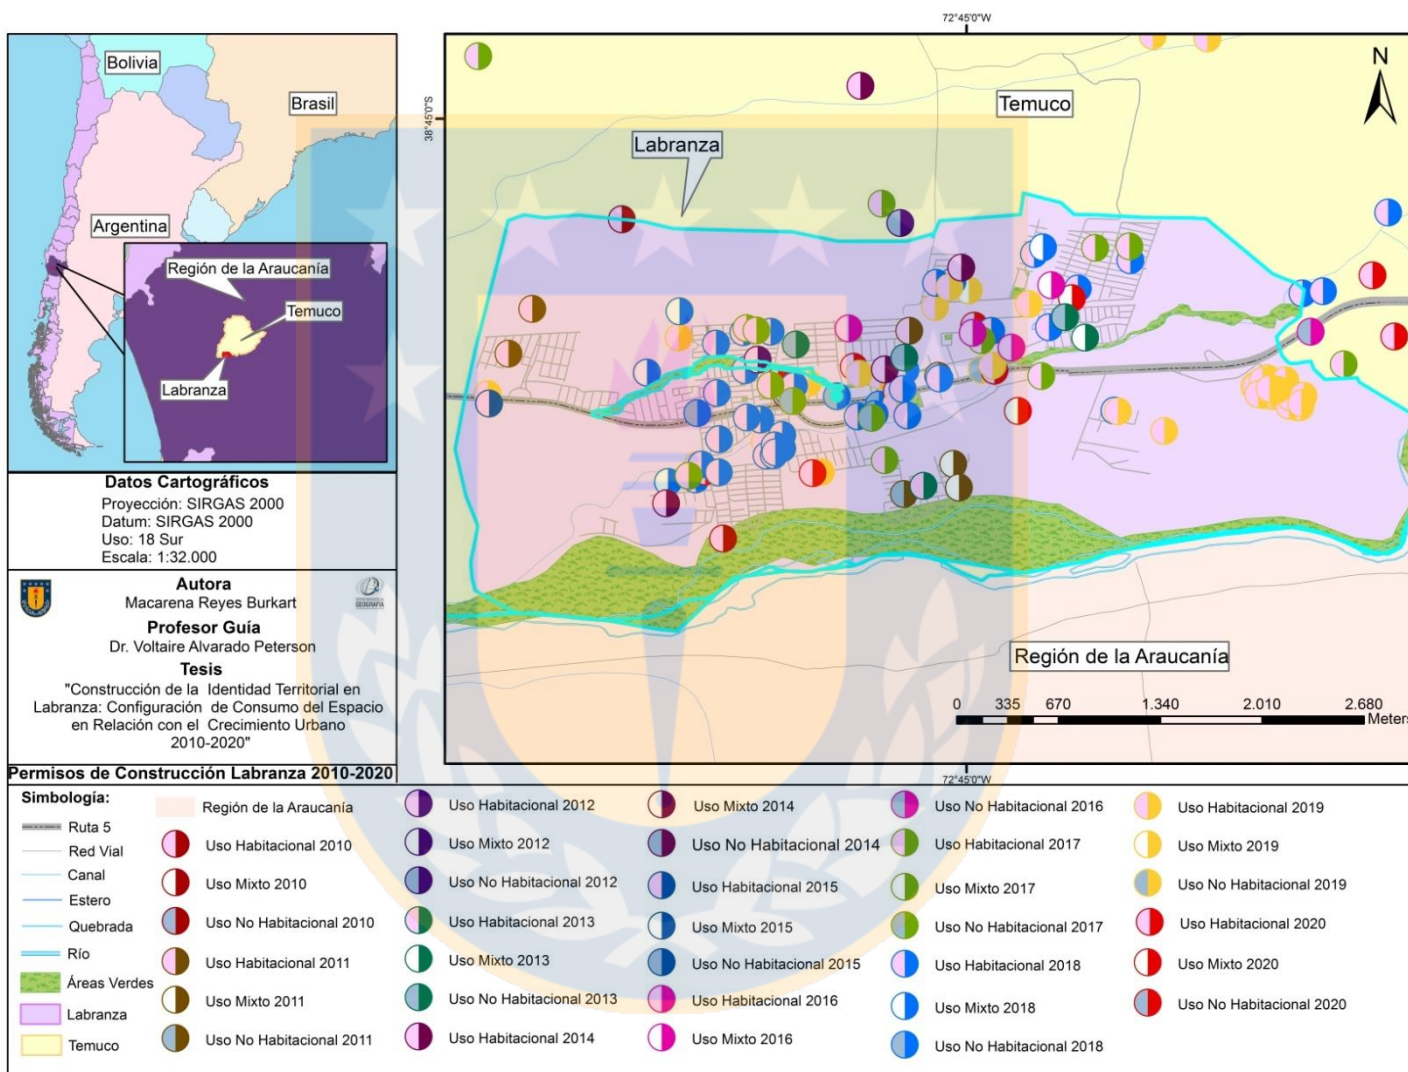 Bolivia
Brasil
Argentina
Región de la Araucanía
Temuco
Labranza
72°45'0"W
38°45'0"S
N
Temuco
Labranza
Región de la Araucanía
0 335 670 1.340 2.010 2.680
Meters
72°45'0"W
Datos Cartográficos
Proyección: SIRGAS 2000
Datum: SIRGAS 2000
Uso: 18 Sur
Escala: 1:32.000
Autora
Macarena Reyes Burkart
GEOGRAFÍA
Profesor Guía
Dr. Voltaire Alvarado Peterson
Tesis
"Construcción de la Identidad Territorial en
Labranza: Configuración de Consumo del Espacio
en Relación con el Crecimiento Urbano
2010-2020"
Permisos de Construcción Labranza 2010-2020
Simbología:
Ruta 5
Red Vial
Canal
Estero
Quebrada
Río
Áreas Verdes
Labranza
Temuco
Región de la Araucanía
Uso Habitacional 2010
Uso Mixto 2010
Uso No Habitacional 2010
Uso Habitacional 2011
Uso Mixto 2011
Uso No Habitacional 2011
Uso Habitacional 2012
Uso Mixto 2012
Uso No Habitacional 2012
Uso Habitacional 2013
Uso Mixto 2013
Uso No Habitacional 2013
Uso Habitacional 2014
Uso Mixto 2014
Uso No Habitacional 2014
Uso Habitacional 2015
Uso Mixto 2015
Uso No Habitacional 2015
Uso Habitacional 2016
Uso Mixto 2016
Uso No Habitacional 2016
Uso Habitacional 2017
Uso Mixto 2017
Uso No Habitacional 2017
Uso Habitacional 2018
Uso Mixto 2018
Uso No Habitacional 2018
Uso Habitacional 2019
Uso Mixto 2019
Uso No Habitacional 2019
Uso Habitacional 2020
Uso Mixto 2020
Uso No Habitacional 2020